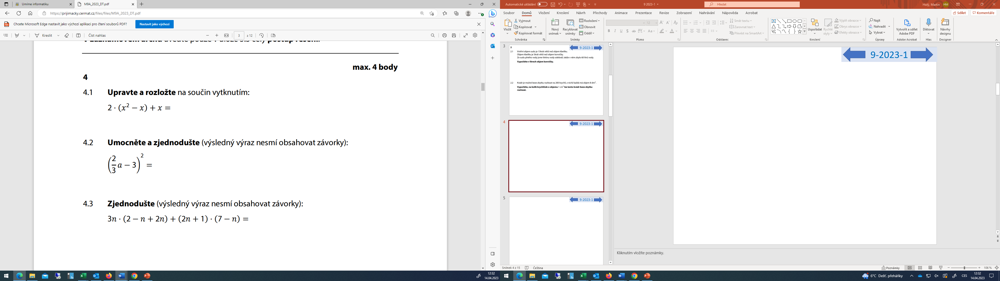 Umíme informatiku
M9A_2023_DT.pdf
https://prijimacky.cermat.cz/files/files/M9A_2023_DT.pdf
Chcete Microsoft Edge nastavit jako výchozí aplikaci pro čtení souborů PDF?
Nastavit jako výchozí
Kreslit
Číst nahlas
3 z 12
max. 4 body
4
4.1 Upravte a rozložte na součin vytknutím:
2 · (x² − x) + x =
4.2 Umocněte a zjednodušte (výsledný výraz nesmí obsahovat závorky):
(2/3 a − 3)² =
4.3 Zjednodušte (výsledný výraz nesmí obsahovat závorky):
3n · (2 − n + 2n) + (2n + 1) · (7 − n) =
12:32
14.04.2023
Automatické ukládání
9 2023-1
Hledat
Holý, Martin
HM
Soubor Domů Vložení Kreslení Návrh Přechody Animace Prezentace Revize Zobrazení Nahrávání Nápověda Acrobat
Sdílet
Komentáře
Vložit
Vyjmout
Kopírovat
Kopírovat formát
Schránka
Nový snímek
Recyklovat snímky
Rozložení
Obnovit
Oddíl
Snímky
12
Písmo
Směr textu
Zarovnat text
Převést na SmartArt
Odstavec
Uspořádat
Rychlé styly
Výplň obrazce
Obrys obrazce
Efekty obrazce
Kreslení
Najít
Nahradit
Vybrat
Úpravy
Vytvořit a sdílet Adobe PDF
Adobe Acrobat
Diktovat
Hlas
Návrhy designu
Designer
3
9-2023-1
2
2.1 Vnitřní objem sudu je 15krát větší než objem kbelíku.
Objem kbelíku je 5krát větší než objem konvičky.
Ze sudu plného vody jsme třetinu vody odebrali, takže v něm zbylo 60 litrů vody.
Vypočtěte v litrech objem konvičky.
2.2 Kvádr je možné beze zbytku rozřezat na 200 krychlí, z nichž každá má objem 8 dm³.
Vypočtěte, na kolik krychliček o objemu 1 cm³ lze tento kvádr beze zbytku
rozřezat.
4
9-2023-1
5
9-2023-1
9-2023-1
Kliknutím vložíte poznámky.
Snímek 4 z 15
Čeština
Poznámky
106 %
6°C Dešť. přeháňky
CES
12:32
14.04.2023